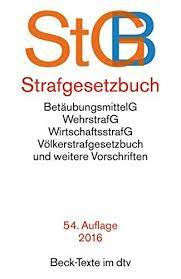 StGB
Strafgesetzbuch
BetäubungsmittelG
WehrstrafG
WirtschaftsstrafG
Völkerstrafgesetzbuch
und weitere Vorschriften
54. Auflage
2016
Beck-Texte im dtv